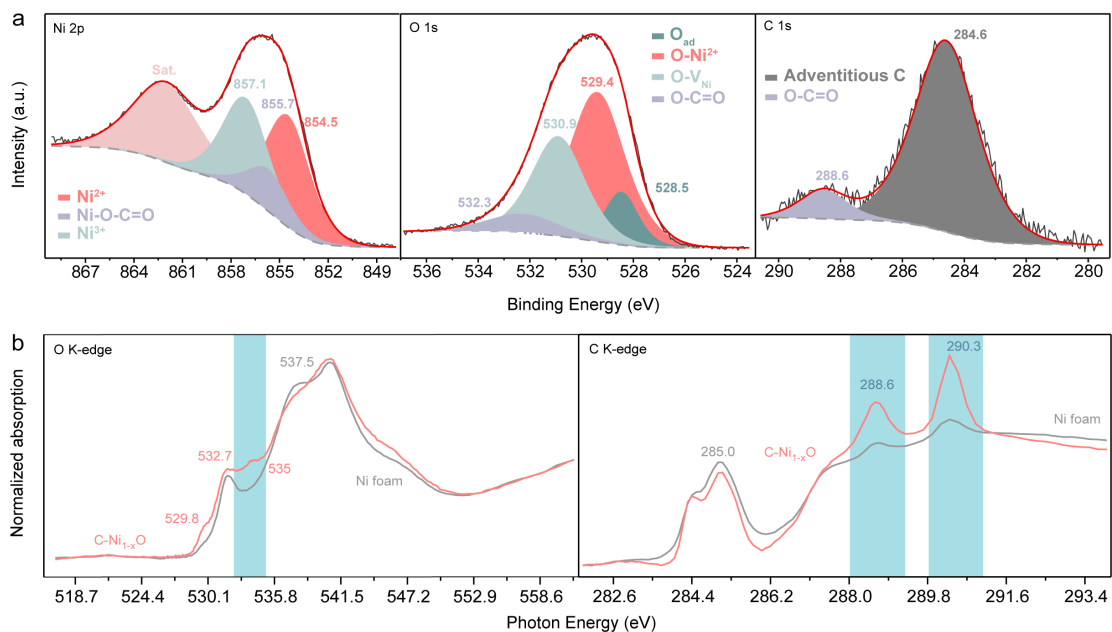 a
Ni 2p
Sat.
857.1
855.7
854.5
Ni2+
Ni-O-C=O
Ni3+
867 864 861 858 855 852 849
O 1s
Oad
O-Ni2+
O-VNi
O-C=O
529.4
530.9
532.3
528.5
536 534 532 530 528 526 524
C 1s
284.6
Adventitious C
O-C=O
288.6
290 288 286 284 282 280
Intensity (a.u.)
Binding Energy (eV)
b
O K-edge
537.5
532.7
535
529.8
Ni foam
C-Ni1-xO
518.7 524.4 530.1 535.8 541.5 547.2 552.9 558.6
C K-edge
290.3
288.6
Ni foam
C-Ni1-xO
285.0
282.6 284.4 286.2 288.0 289.8 291.6 293.4
Normalized absorption
Photon Energy (eV)